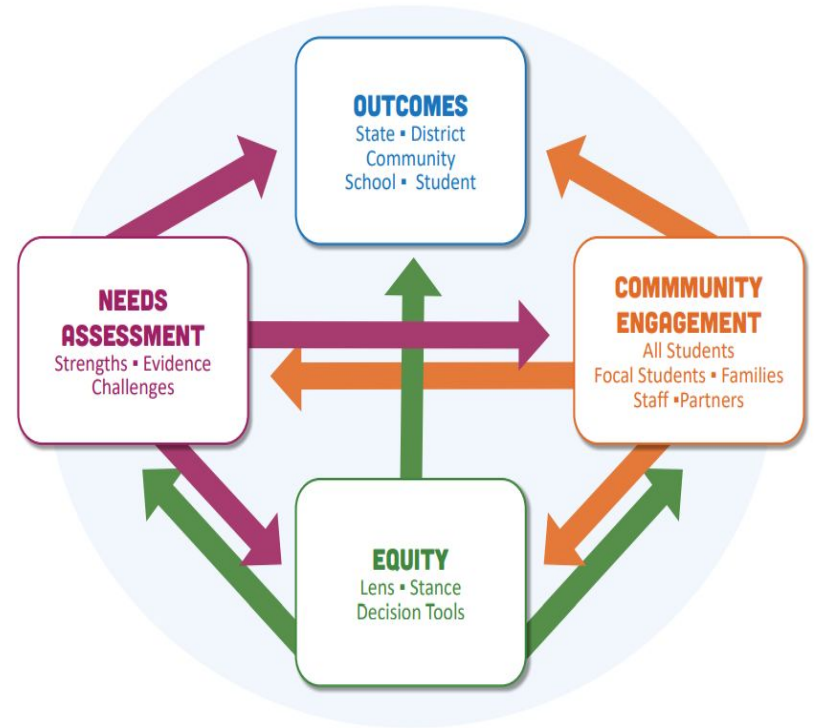 OUTCOMES
State ▪ District
Community
School ▪ Student
NEEDS
ASSESSMENT
Strengths ▪ Evidence
Challenges
COMMMUNITY
ENGAGEMENT
All Students
Focal Students ▪ Families
Staff ▪Partners
EQUITY
Lens ▪ Stance
Decision Tools